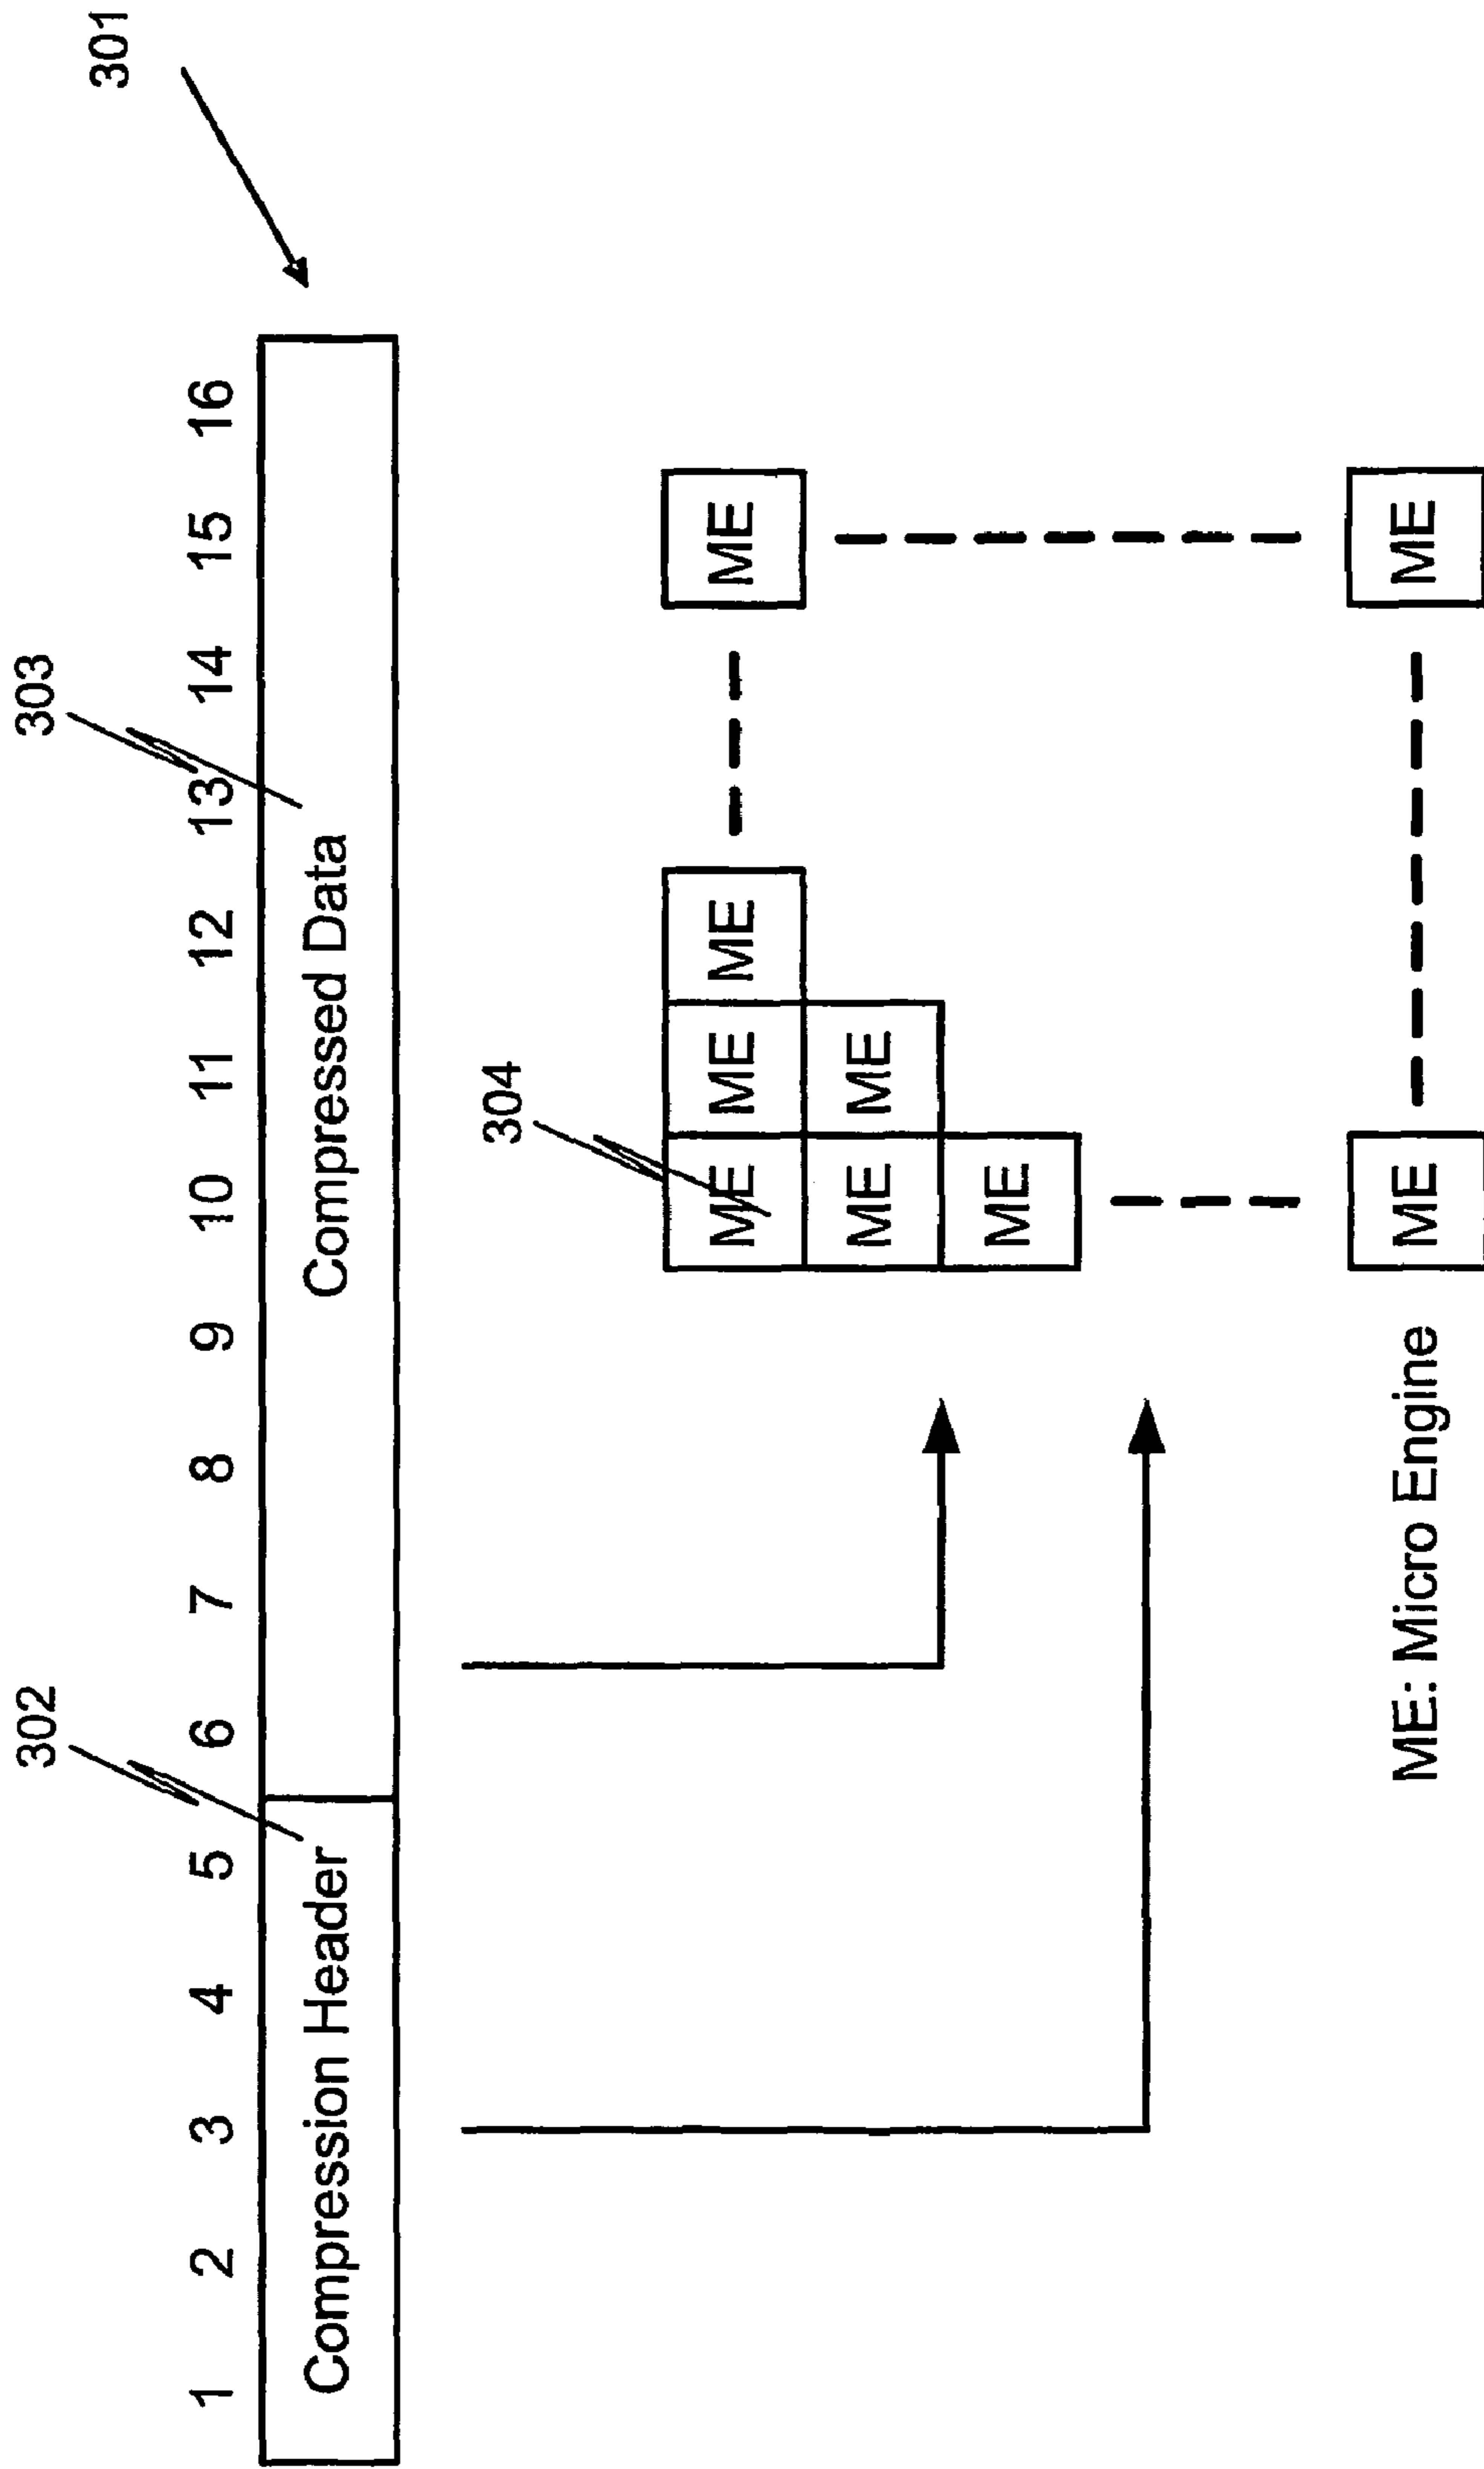 302 303
301
1 2 3 4 5 6 7 8 9 10 11 12 13 14 15 16
Compression Header Compressed Data
304
ME ME ME ME
ME ME
ME
ME: Micro Engine ME ME